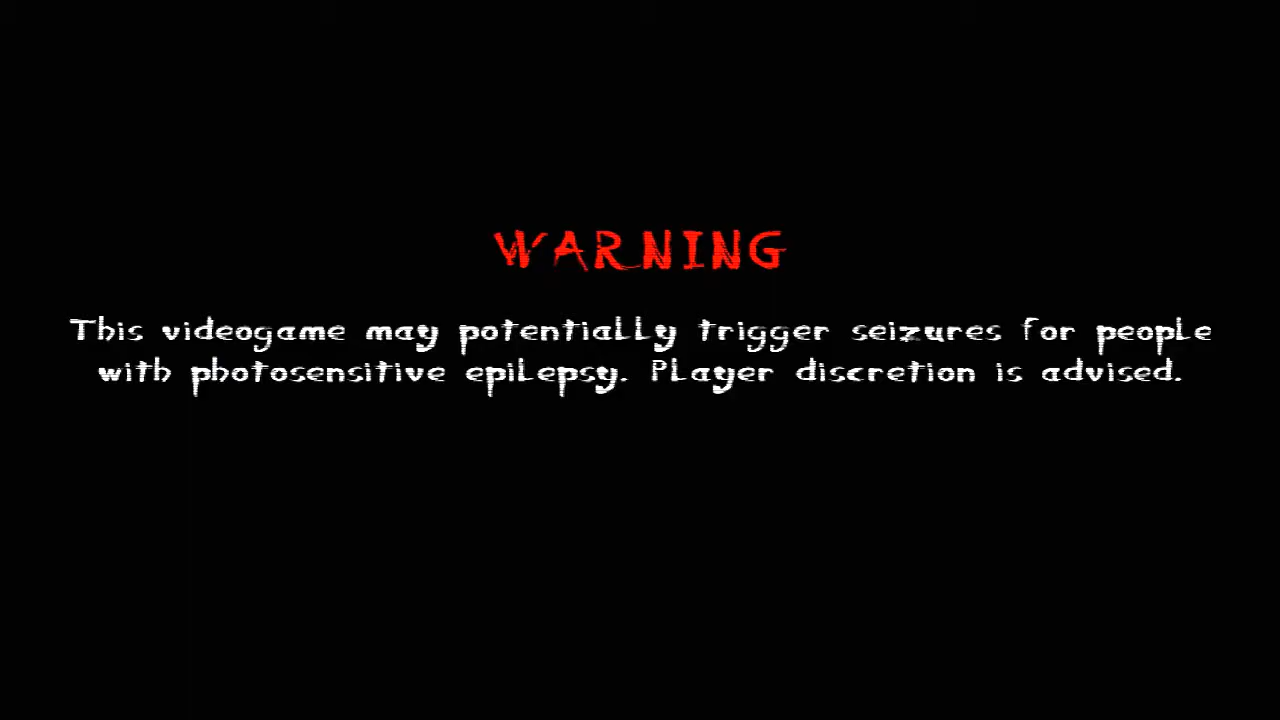 WARNING
This videogame may potentially trigger seizures for people
with photosensitive epilepsy. Player discretion is advised.